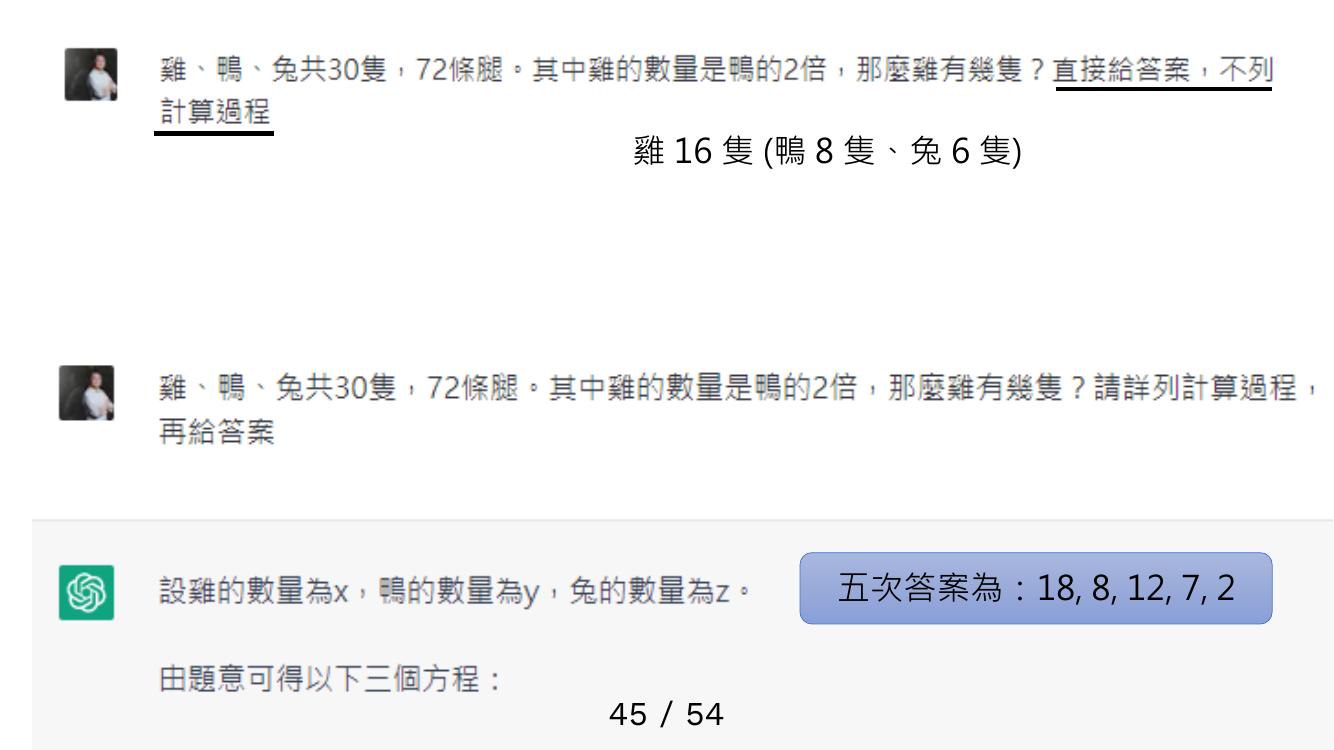 雞、鴨、兔共30隻，72條腿。其中雞的數量是鴨的2倍，那麼雞有幾隻？直接給答案，不列
計算過程
雞 16 隻 (鴨 8 隻、兔 6 隻)
雞、鴨、兔共30隻，72條腿。其中雞的數量是鴨的2倍，那麼雞有幾隻？請詳列計算過程，
再給答案
設雞的數量為x，鴨的數量為y，兔的數量為z。
五次答案為：18, 8, 12, 7, 2
由題意可得以下三個方程：
45 / 54